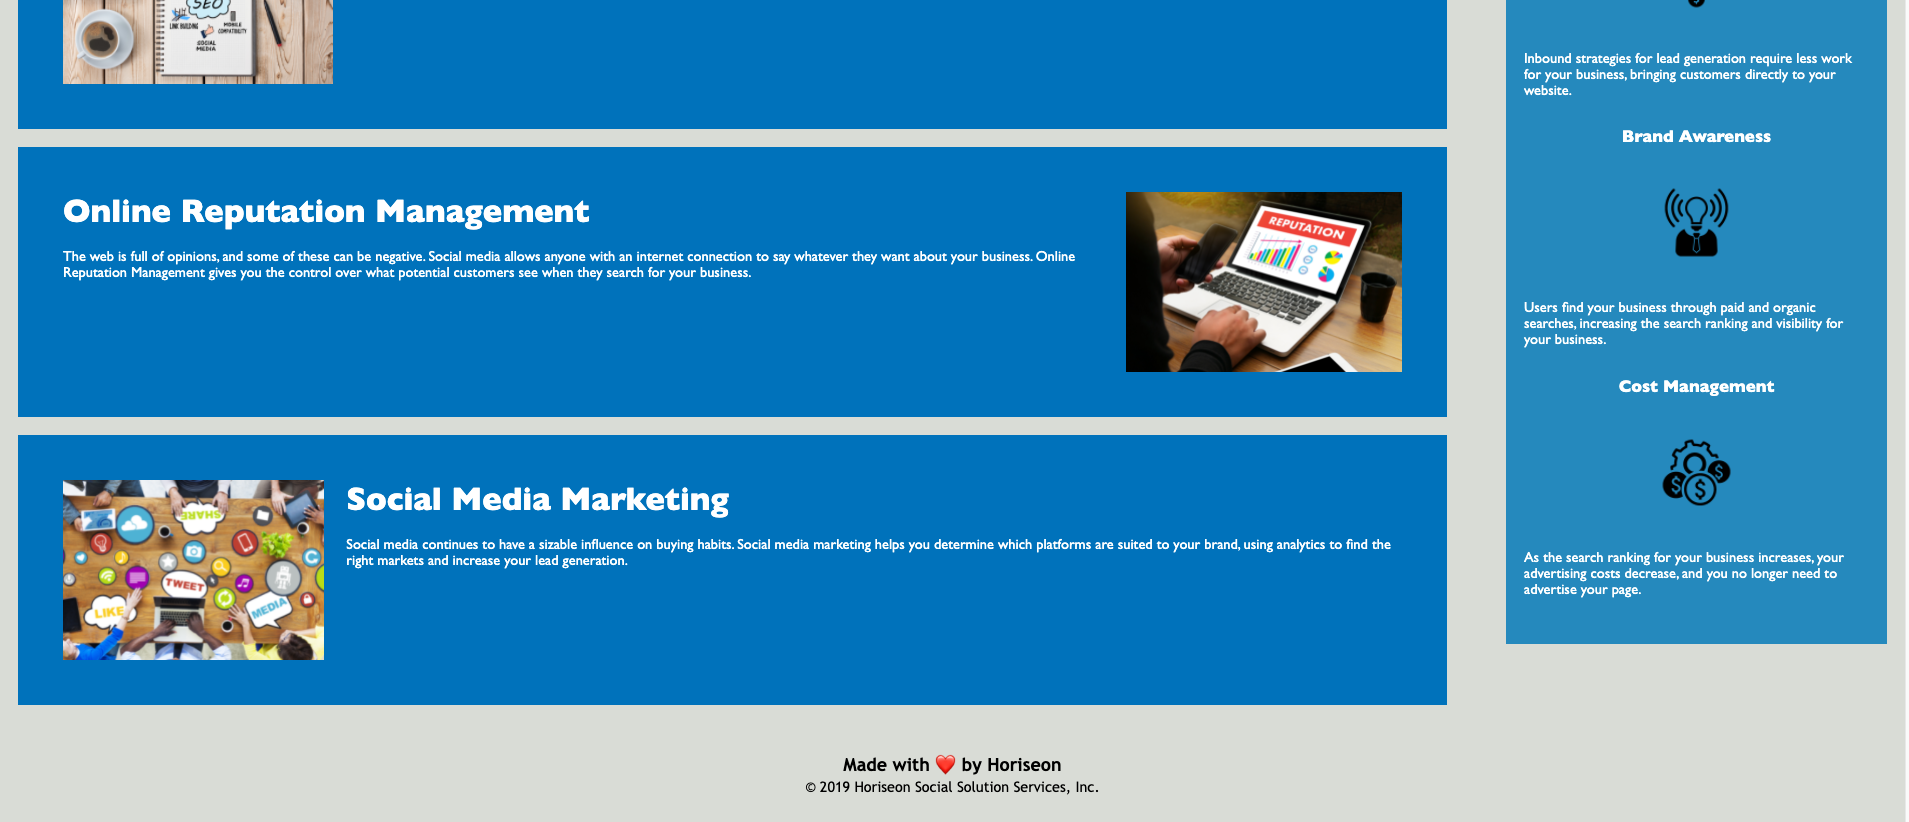 SEO
LINK BUILDING
MOBILE
COMPATIBILITY
SOCIAL
MEDIA
Online Reputation Management
The web is full of opinions, and some of these can be negative. Social media allows anyone with an internet connection to say whatever they want about your business. Online
Reputation Management gives you the control over what potential customers see when they search for your business.
REPUTATION
SHARE
TWEET
LIKE
MEDIA
Social Media Marketing
Social media continues to have a sizable influence on buying habits. Social media marketing helps you determine which platforms are suited to your brand, using analytics to find the
right markets and increase your lead generation.
Inbound strategies for lead generation require less work
for your business, bringing customers directly to your
website.
Brand Awareness
Users find your business through paid and organic
searches, increasing the search ranking and visibility for
your business.
Cost Management
$
$
$
As the search ranking for your business increases, your
advertising costs decrease, and you no longer need to
advertise your page.
Made with ❤️ by Horiseon
© 2019 Horiseon Social Solution Services, Inc.